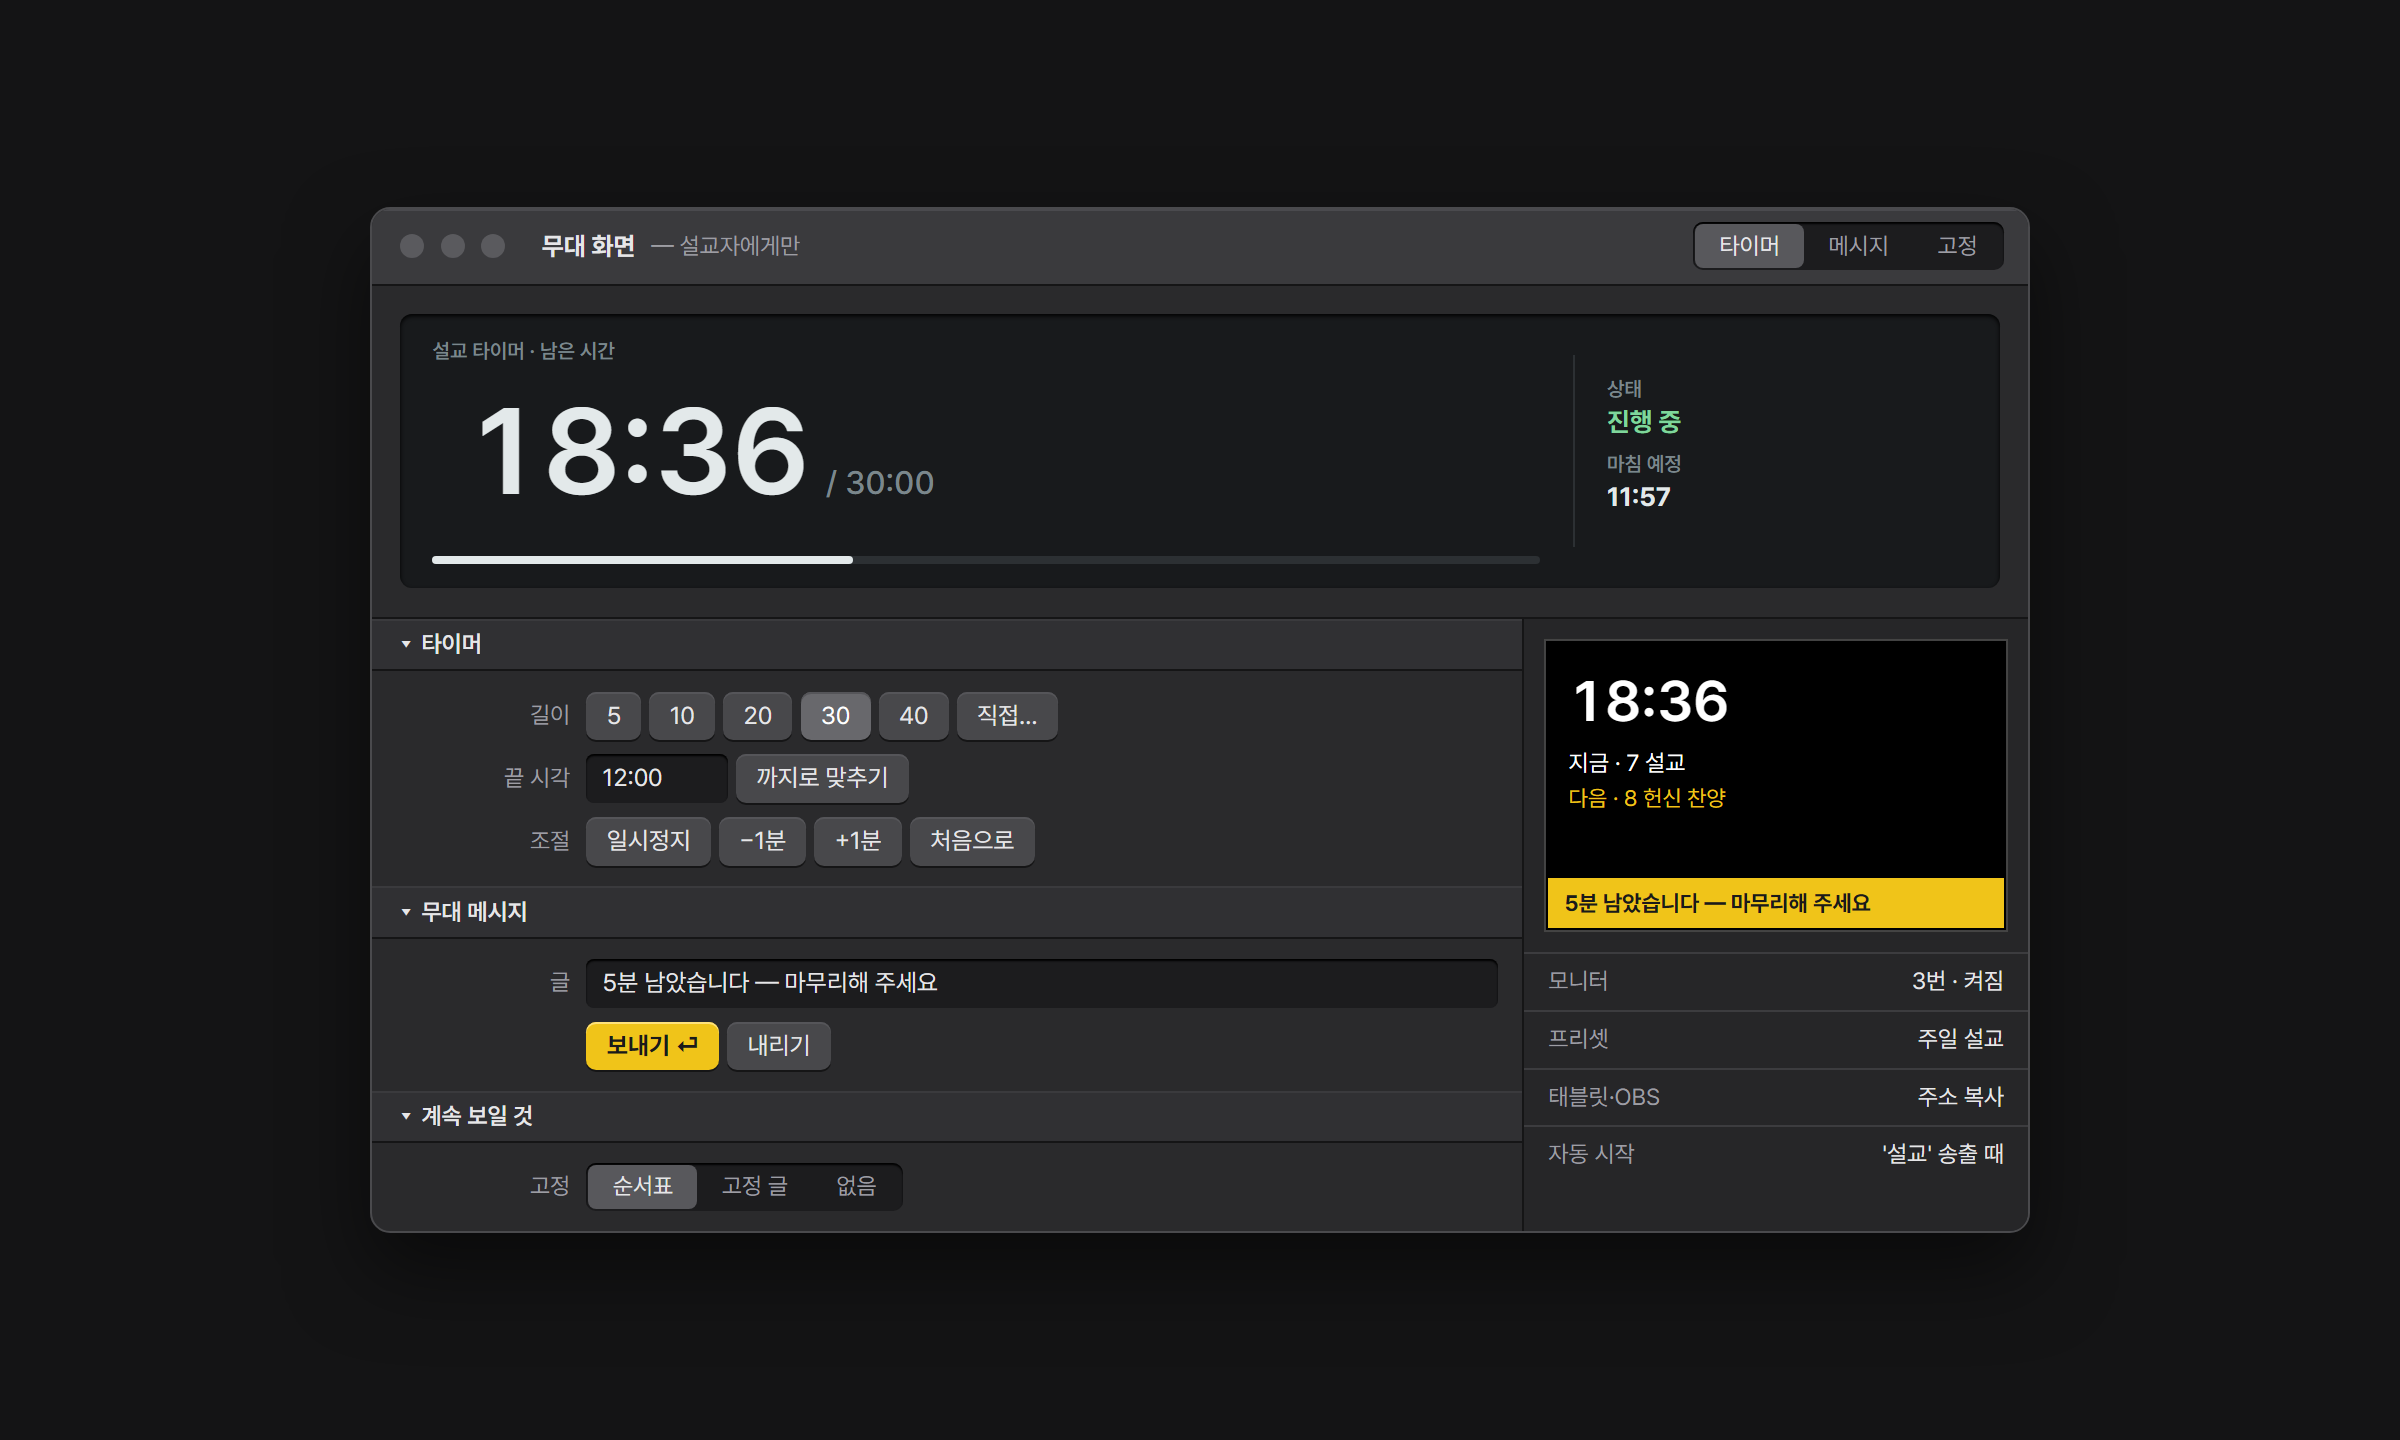 무대 화면 — 설교자에게만
타이머 메시지 고정
설교 타이머 · 남은 시간
18:36 / 30:00
상태
진행 중
마침 예정
11:57
타이머
길이 5 10 20 30 40 직접...
끝 시각 12:00 까지로 맞추기
조절 일시정지 −1분 +1분 처음으로
무대 메시지
글 5분 남았습니다 — 마무리해 주세요
보내기 ⏎ 내리기
계속 보일 것
고정 순서표 고정 글 없음
18:36
지금 · 7 설교
다음 · 8 헌신 찬양
5분 남았습니다 — 마무리해 주세요
모니터 3번 · 켜짐
프리셋 주일 설교
태블릿·OBS 주소 복사
자동 시작 '설교' 송출 때